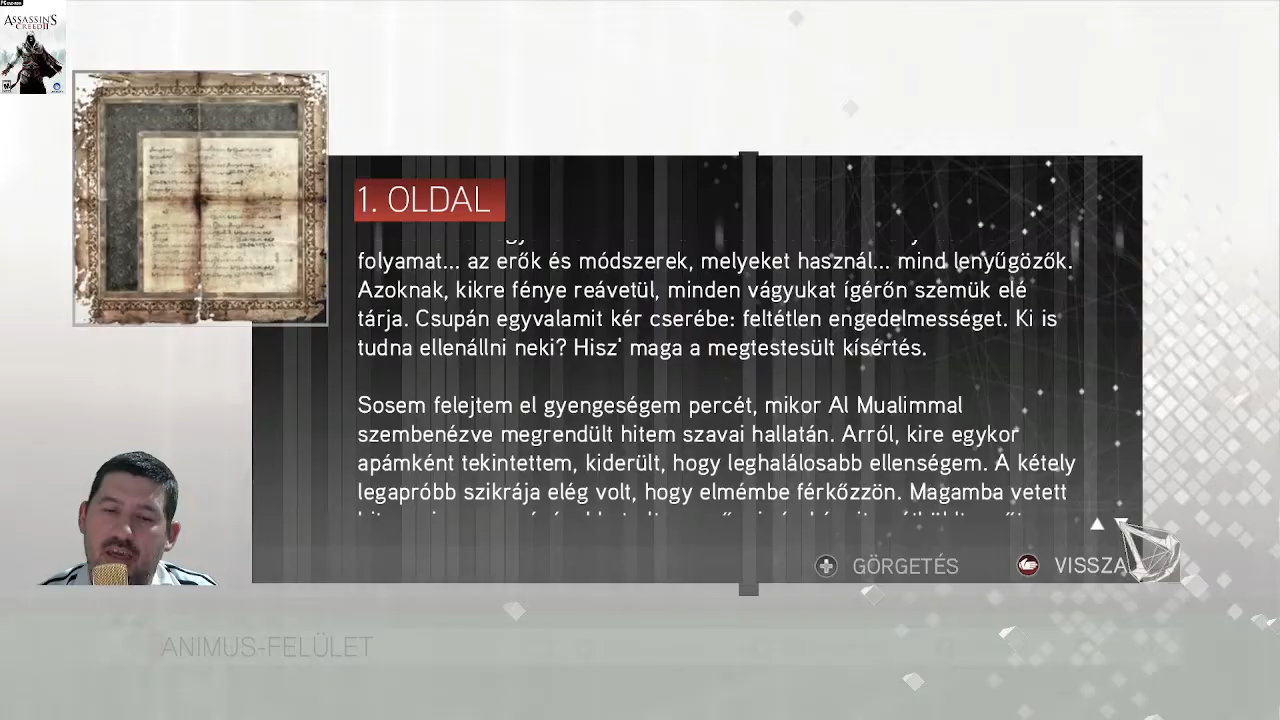 ASSASSIN'S
CREED II
1. OLDAL
folyamat... az erők és módszerek, melyeket használ... mind lenyűgözők.
Azoknak, kikre fénye reávetül, minden vágyukat ígérőn szemük elé
tárja. Csupán egyvalamit kér cserébe: feltétlen engedelmességet. Ki is
tudna ellenállni neki? Hisz' maga a megtestesült kísértés.
Sosem felejtem el gyengeségem percét, mikor Al Mualimmal
szembenézve megrendült hitem szavai hallatán. Arról, kire egykor
apámként tekintettem, kiderült, hogy leghalálosabb ellenségem. A kétely
legapróbb szikrája elég volt, hogy elmémbe férkőzzön. Magamba vetett
GÖRGETÉS
VISSZA
ANIMUS-FELÜLET